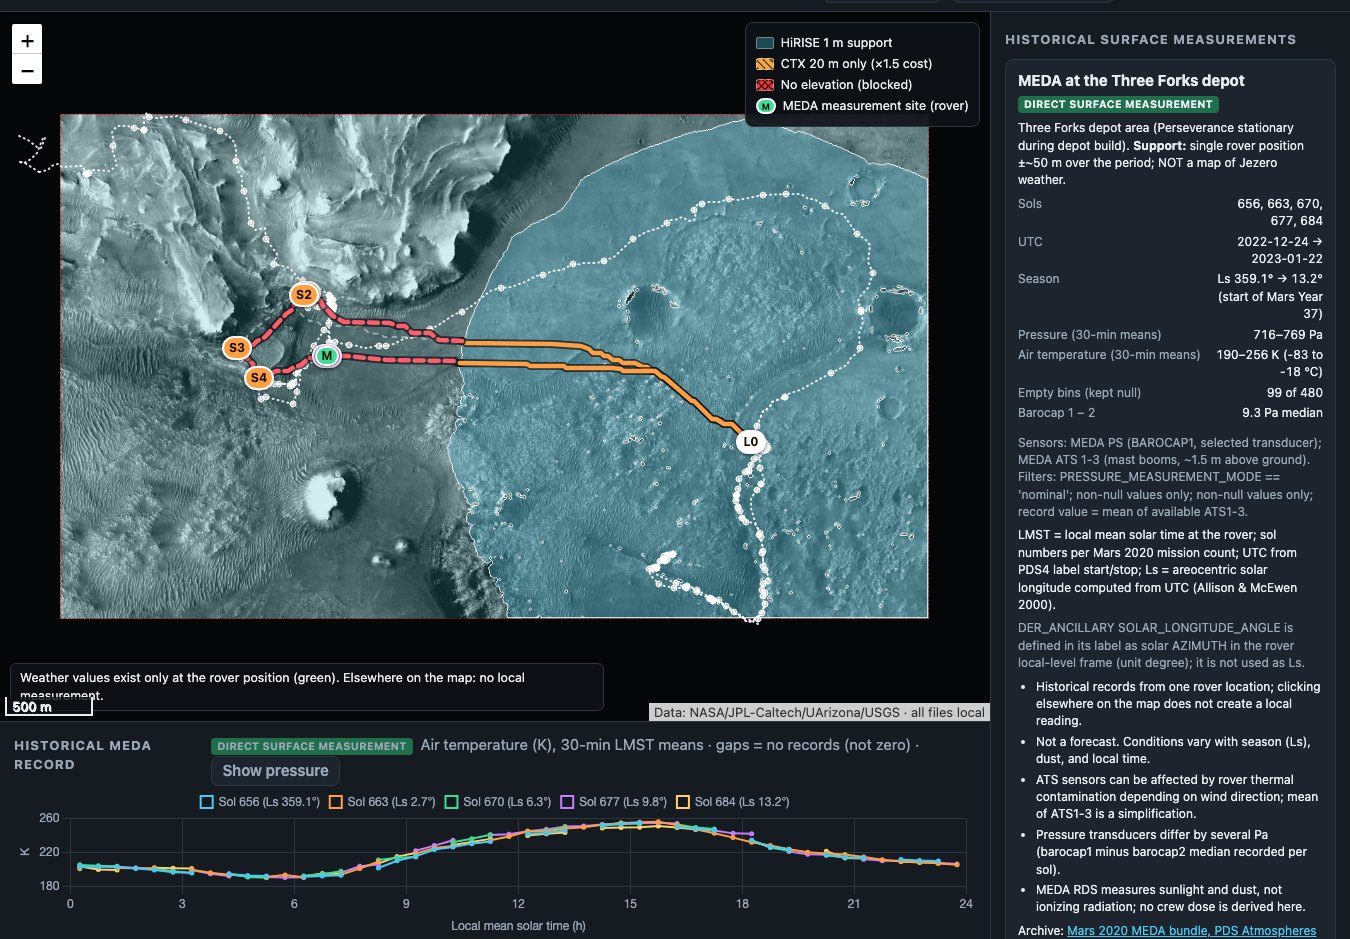 +
−
HiRISE 1 m support
CTX 20 m only (×1.5 cost)
No elevation (blocked)
M MEDA measurement site (rover)
S2
S3
M
S4
L0
Weather values exist only at the rover position (green). Elsewhere on the map: no local
measurement.
500 m
Data: NASA/JPL-Caltech/UArizona/USGS · all files local
HISTORICAL MEDA
RECORD
DIRECT SURFACE MEASUREMENT Air temperature (K), 30-min LMST means · gaps = no records (not zero) ·
Show pressure
Sol 656 (Ls 359.1°) Sol 663 (Ls 2.7°) Sol 670 (Ls 6.3°) Sol 677 (Ls 9.8°) Sol 684 (Ls 13.2°)
260
220
180
K
0 3 6 9 12 15 18 21 24
Local mean solar time (h)
HISTORICAL SURFACE MEASUREMENTS
MEDA at the Three Forks depot
DIRECT SURFACE MEASUREMENT
Three Forks depot area (Perseverance stationary
during depot build). Support: single rover position
±~50 m over the period; NOT a map of Jezero
weather.
Sols 656, 663, 670,
677, 684
UTC 2022-12-24 →
2023-01-22
Season Ls 359.1° → 13.2°
(start of Mars Year
37)
Pressure (30-min means) 716–769 Pa
Air temperature (30-min means) 190–256 K (-83 to
-18 °C)
Empty bins (kept null) 99 of 480
Barocap 1 − 2 9.3 Pa median
Sensors: MEDA PS (BAROCAP1, selected transducer);
MEDA ATS 1-3 (mast booms, ~1.5 m above ground).
Filters: PRESSURE_MEASUREMENT_MODE ==
'nominal'; non-null values only; non-null values only;
record value = mean of available ATS1-3.
LMST = local mean solar time at the rover; sol
numbers per Mars 2020 mission count; UTC from
PDS4 label start/stop; Ls = areocentric solar
longitude computed from UTC (Allison & McEwen
2000).
DER_ANCILLARY SOLAR_LONGITUDE_ANGLE is
defined in its label as solar AZIMUTH in the rover
local-level frame (unit degree); it is not used as Ls.
• Historical records from one rover location; clicking
elsewhere on the map does not create a local
reading.
• Not a forecast. Conditions vary with season (Ls),
dust, and local time.
• ATS sensors can be affected by rover thermal
contamination depending on wind direction; mean
of ATS1-3 is a simplification.
• Pressure transducers differ by several Pa
(barocap1 minus barocap2 median recorded per
sol).
• MEDA RDS measures sunlight and dust, not
ionizing radiation; no crew dose is derived here.
Archive: Mars 2020 MEDA bundle, PDS Atmospheres